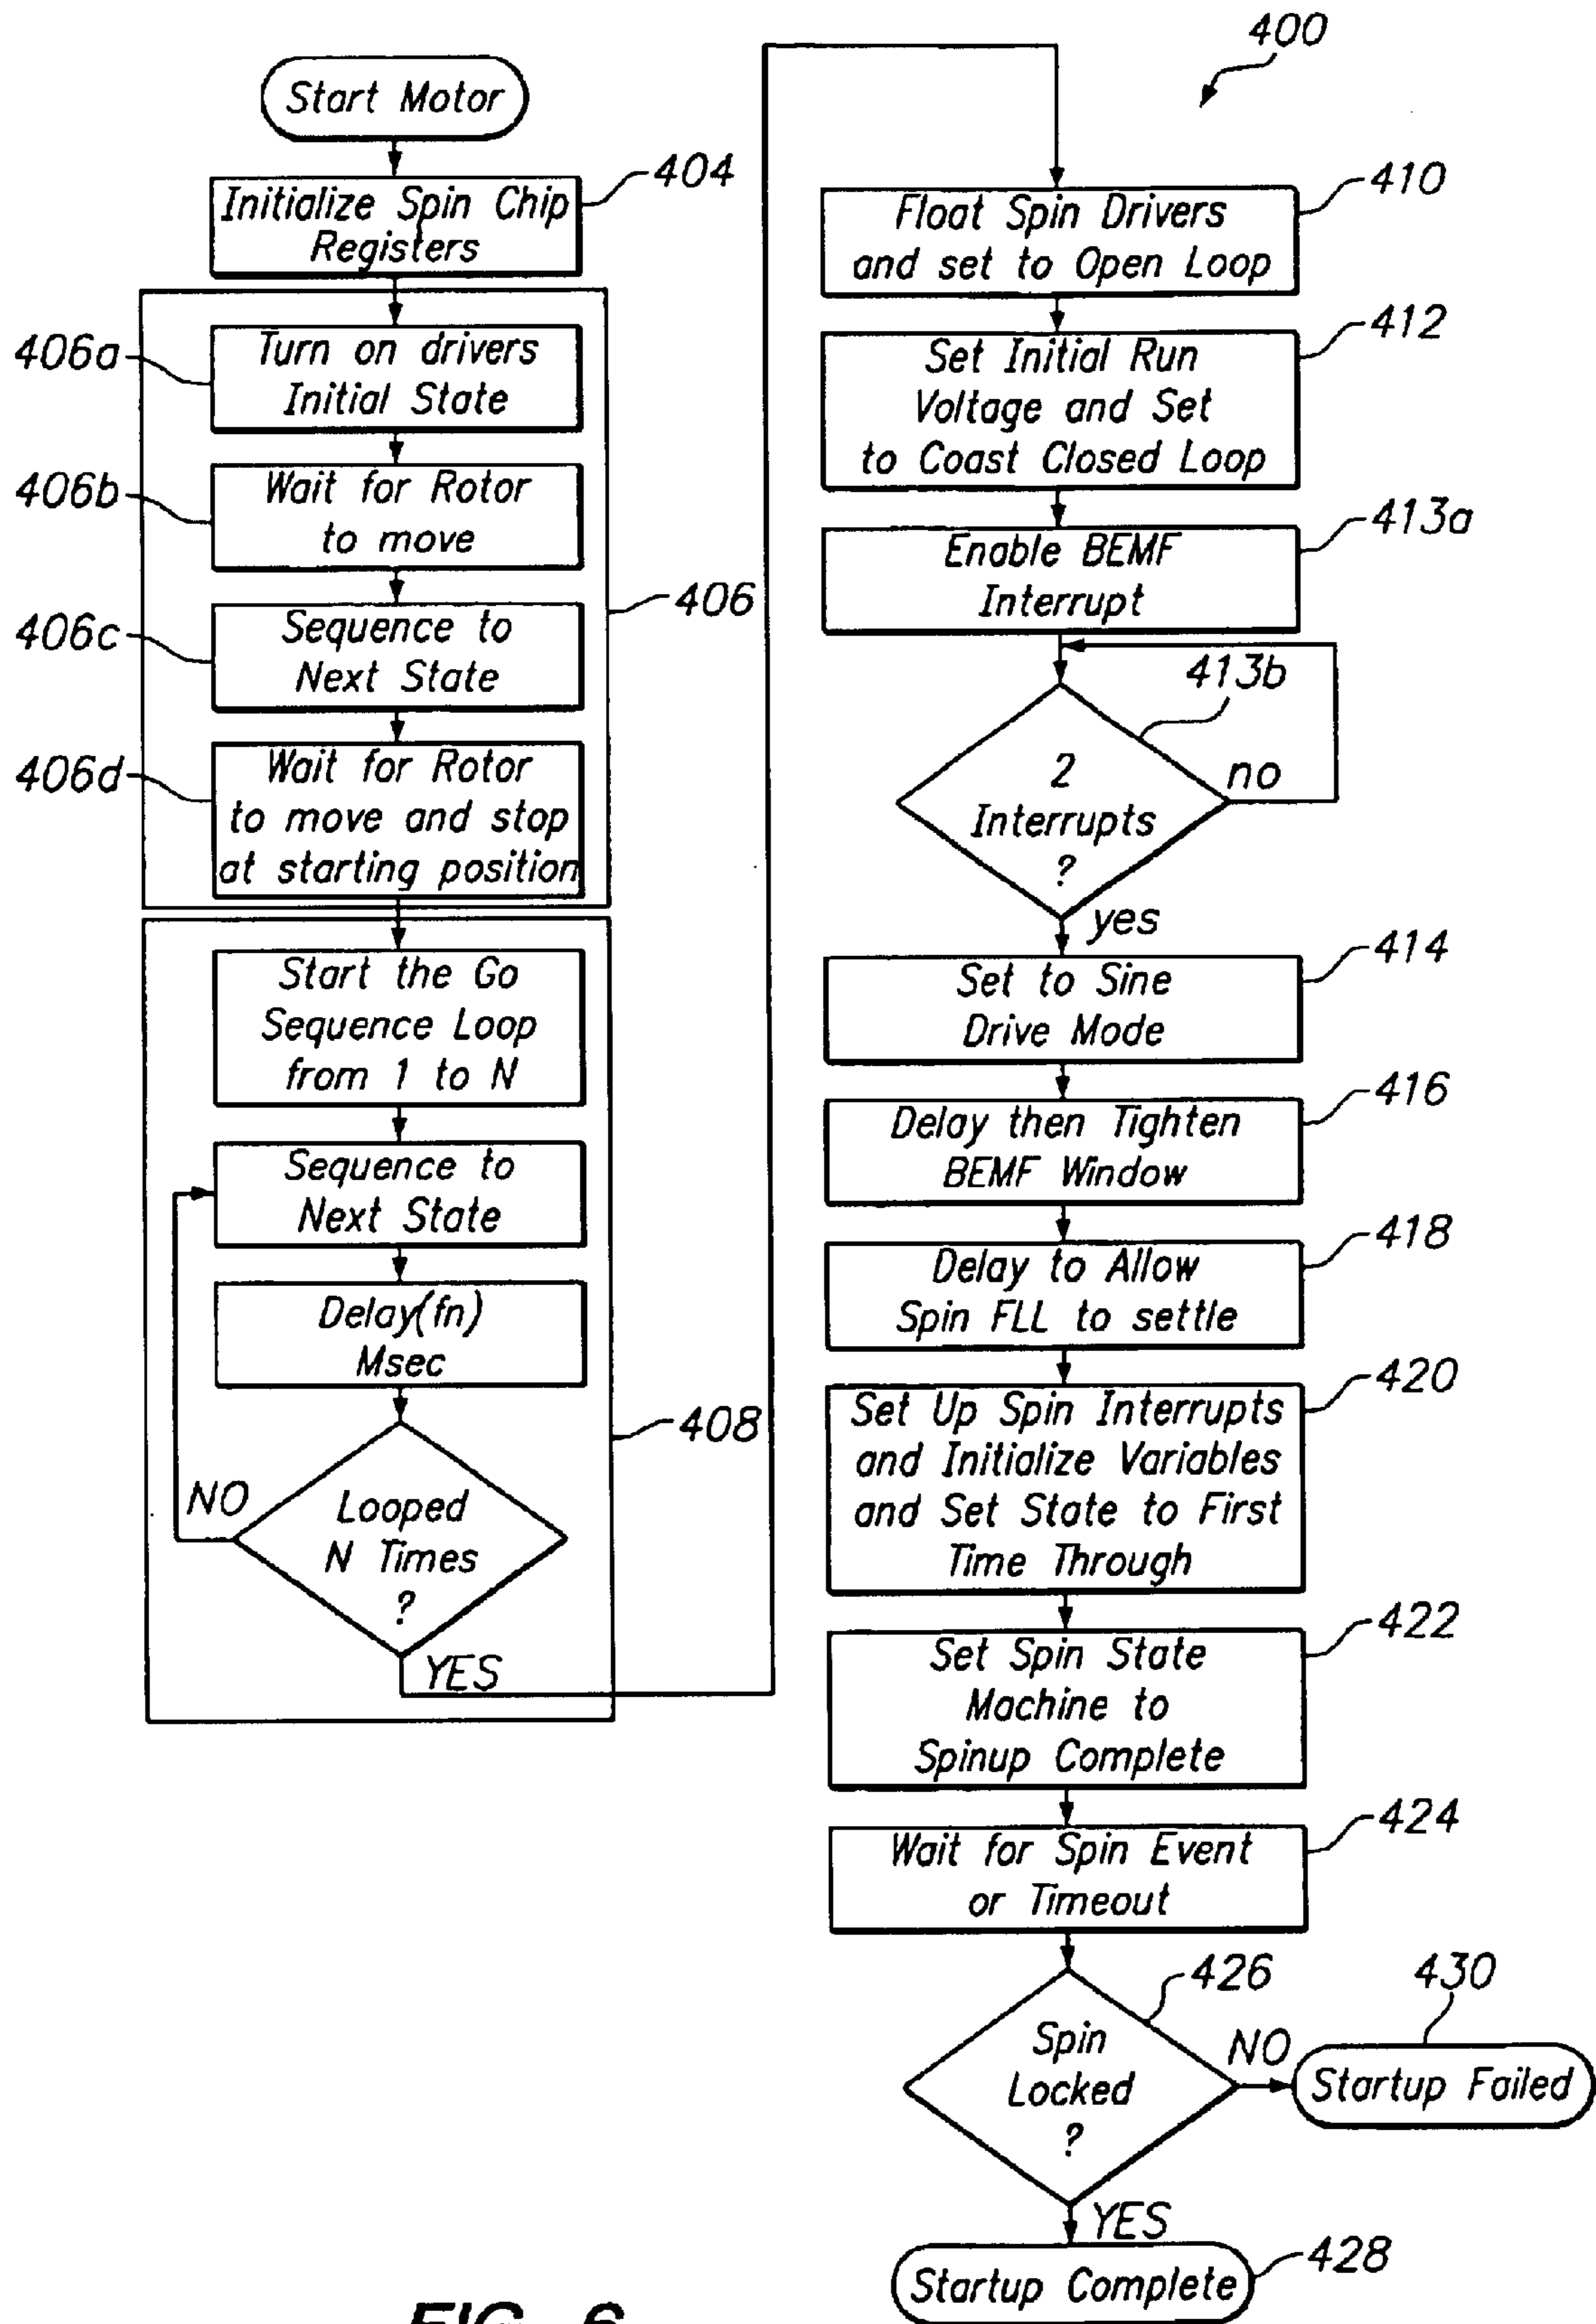 400
Start Motor
404
Initialize Spin Chip
Registers
406a
Turn on drivers
Initial State
406b
Wait for Rotor
to move
406
406c
Sequence to
Next State
406d
Wait for Rotor
to move and stop
at starting position
Start the Go
Sequence Loop
from 1 to N
Sequence to
Next State
Delay(fn)
Msec
408
NO
Looped
N Times
?
YES
410
Float Spin Drivers
and set to Open Loop
412
Set Initial Run
Voltage and Set
to Coast Closed Loop
413a
Enable BEMF
Interrupt
413b
2
Interrupts
?
no
yes
414
Set to Sine
Drive Mode
416
Delay then Tighten
BEMF Window
418
Delay to Allow
Spin FLL to settle
420
Set Up Spin Interrupts
and Initialize Variables
and Set State to First
Time Through
422
Set Spin State
Machine to
Spinup Complete
424
Wait for Spin Event
or Timeout
426
Spin
Locked
?
NO
430
Startup Failed
YES
428
Startup Complete
FIG. 6